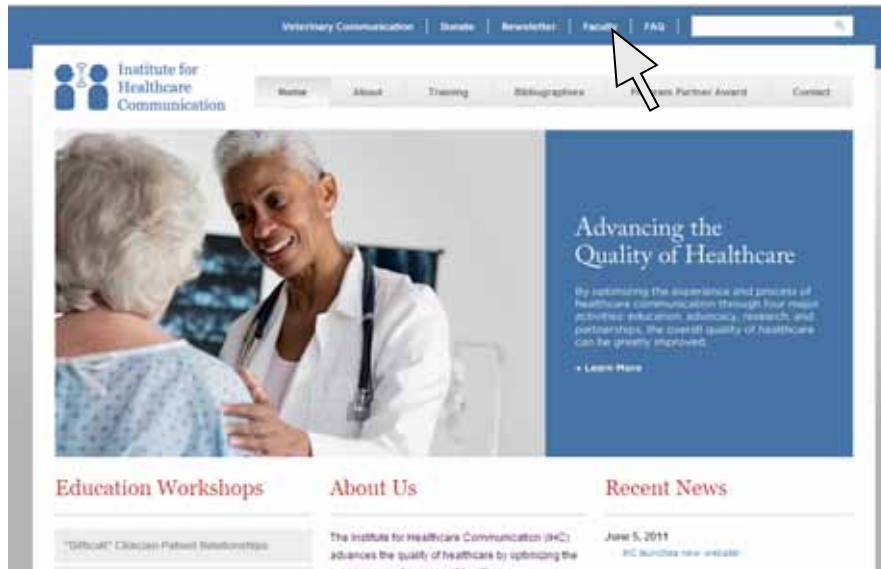 Veterinary Communication | Donate | Newsletter | Faculty | FAQ |
Institute for
Healthcare
Communication
Home About Training Bibliographies Program Partner Award Contact
Advancing the
Quality of Healthcare
By optimizing the experience and process of
healthcare communication through four major
activities: education, advocacy, research, and
partnerships, the overall quality of healthcare
can be greatly improved.
» Learn More
Education Workshops
About Us
Recent News
"Difficult" Clinician-Patient Relationships
The Institute for Healthcare Communication (IHC)
advances the quality of healthcare by optimizing the
June 5, 2011
IHC launches new website